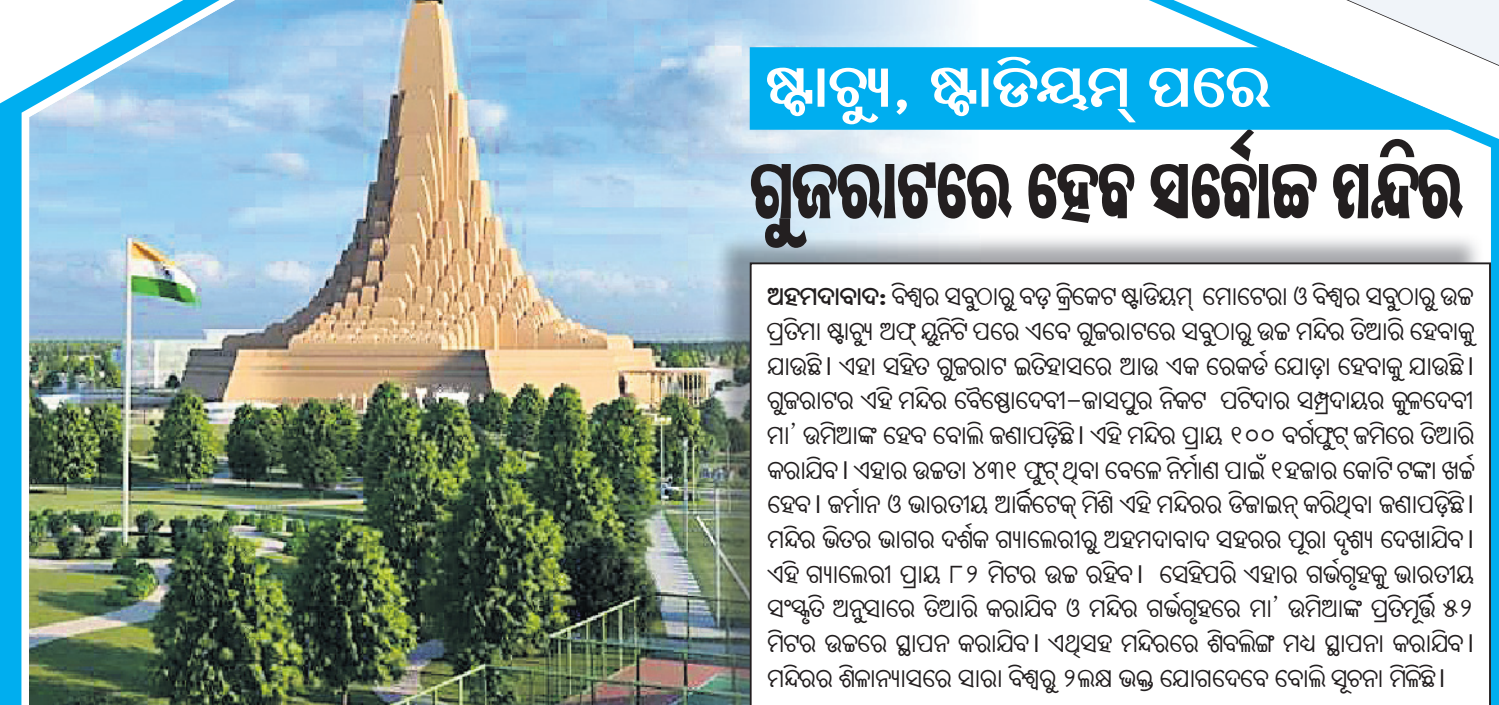 ଷ୍ଟାଚ୍ୟୁ, ଷ୍ଟାଡିୟମ୍ ପରେ
ଗୁଜରାଟରେ ହେବ ସର୍ବୋଚ୍ଚ ମନ୍ଦିର
ଅହମଦାବାଦ: ବିଶ୍ୱର ସବୁଠାରୁ ବଡ଼ କ୍ରିକେଟ ଷ୍ଟାଡିୟମ୍ ମୋଟେରା ଓ ବିଶ୍ୱର ସବୁଠାରୁ ଉଚ୍ଚ
ପ୍ରତିମା ଷ୍ଟାଚ୍ୟୁ ଅଫ୍ ୟୁନିଟି ପରେ ଏବେ ଗୁଜରାଟରେ ସବୁଠାରୁ ଉଚ୍ଚ ମନ୍ଦିର ତିଆରି ହେବାକୁ
ଯାଉଛି। ଏହା ସହିତ ଗୁଜରାଟ ଇତିହାସରେ ଆଉ ଏକ ରେକର୍ଡ ଯୋଡ଼ା ହେବାକୁ ଯାଉଛି।
ଗୁଜରାଟର ଏହି ମନ୍ଦିର ବୈଷ୍ଣୋଦେବୀ-ଜାସପୁର ନିକଟ ପଟିଦାର ସମ୍ପ୍ରଦାୟର କୁଳଦେବୀ
ମା' ଉମିଆଙ୍କ ହେବ ବୋଲି ଜଣାପଡ଼ିଛି। ଏହି ମନ୍ଦିର ପ୍ରାୟ ୧୦୦ ବର୍ଗଫୁଟ୍ ଜମିରେ ତିଆରି
କରାଯିବ। ଏହାର ଉଚ୍ଚତା ୪୩୧ ଫୁଟ୍ ଥିବା ବେଳେ ନିର୍ମାଣ ପାଇଁ ୧ହଜାର କୋଟି ଟଙ୍କା ଖର୍ଚ୍ଚ
ହେବ। ଜର୍ମାନ ଓ ଭାରତୀୟ ଆର୍କିଟେକ୍ ମିଶି ଏହି ମନ୍ଦିରର ଡିଜାଇନ୍ କରିଥିବା ଜଣାପଡ଼ିଛି।
ମନ୍ଦିର ଭିତର ଭାଗର ଦର୍ଶକ ଗ୍ୟାଲେରୀରୁ ଅହମଦାବାଦ ସହରର ପୂରା ଦୃଶ୍ୟ ଦେଖାଯିବ।
ଏହି ଗ୍ୟାଲେରୀ ପ୍ରାୟ ୮୨ ମିଟର ଉଚ୍ଚ ରହିବ। ସେହିପରି ଏହାର ଗର୍ଭଗୃହକୁ ଭାରତୀୟ
ସଂସ୍କୃତି ଅନୁସାରେ ତିଆରି କରାଯିବ ଓ ମନ୍ଦିର ଗର୍ଭଗୃହରେ ମା' ଉମିଆଙ୍କ ପ୍ରତିମୂର୍ତ୍ତି ୫୨
ମିଟର ଉଚ୍ଚରେ ସ୍ଥାପନ କରାଯିବ। ଏଥିସହ ମନ୍ଦିରରେ ଶିବଲିଙ୍ଗ ମଧ୍ୟ ସ୍ଥାପନା କରାଯିବ।
ମନ୍ଦିରର ଶିଳାନ୍ୟାସରେ ସାରା ବିଶ୍ୱରୁ ୨ଲକ୍ଷ ଭକ୍ତ ଯୋଗଦେବେ ବୋଲି ସୂଚନା ମିଳିଛି।